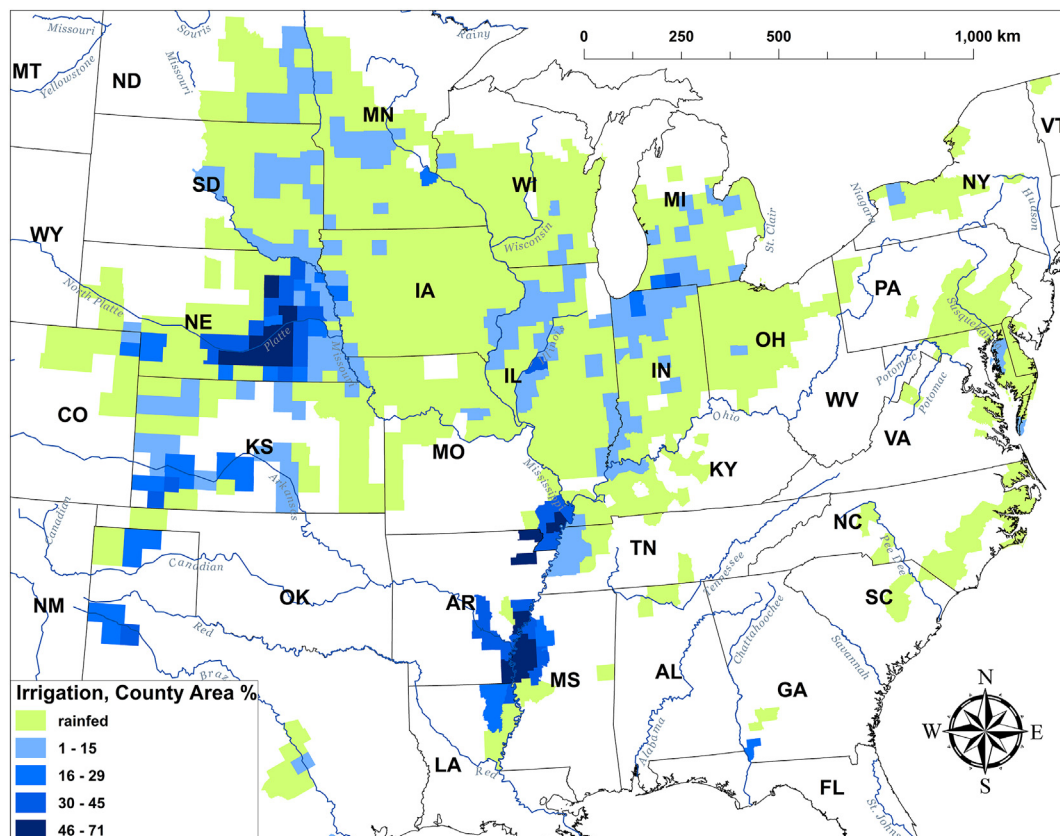 0 250 500 1,000 km
Missouri
Souris
Rainy
MT
Yellowstone
ND
Missouri
MN
VT
SD
WI
MI
NY
Niagara
Hudson
St. Clair
WY
Wisconsin
North Platte
IA
PA
Susquehan
NE
Platte
Missouri
OH
Illinois
IL
IN
Potomac
Potomac
CO
WV
Ohio
VA
KS
MO
KY
Arkansas
Mississippi
Canadian
NC
TN
Tennessee
Pee Dee
Canadian
OK
AR
NM
Red
SC
Chattahoochee
Savannah
Braz
MS
AL
GA
Alabama
LA
Red
FL
St. Johns
N
W E
S
Irrigation, County Area %
rainfed
1 - 15
16 - 29
30 - 45
46 - 71